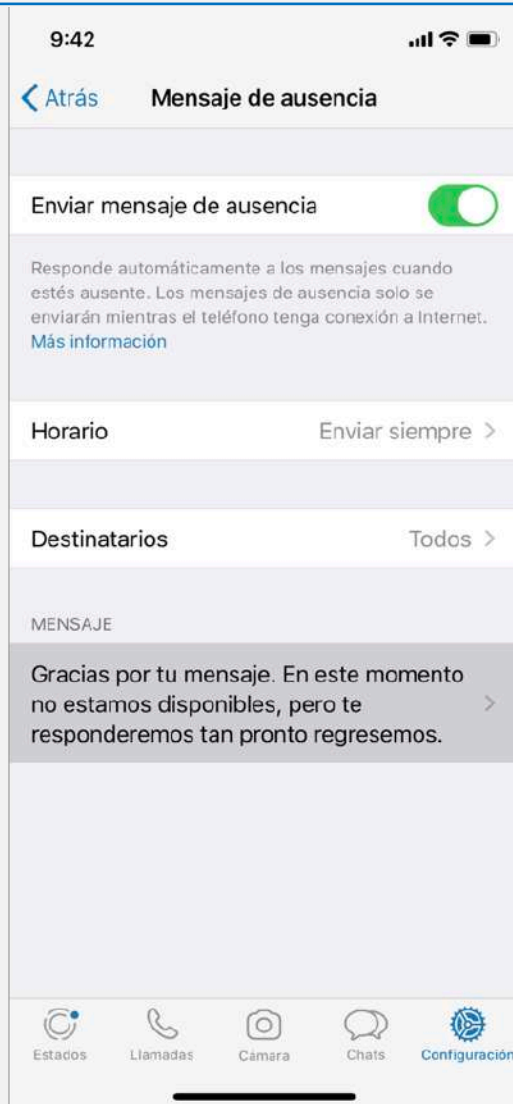 9:42
Atrás Mensaje de ausencia
Enviar mensaje de ausencia
Responde automáticamente a los mensajes cuando
estés ausente. Los mensajes de ausencia solo se
enviarán mientras el teléfono tenga conexión a Internet.
Más información
Horario Enviar siempre
Destinatarios Todos
MENSAJE
Gracias por tu mensaje. En este momento
no estamos disponibles, pero te
responderemos tan pronto regresemos.
Estados Llamadas Cámara Chats Configuración